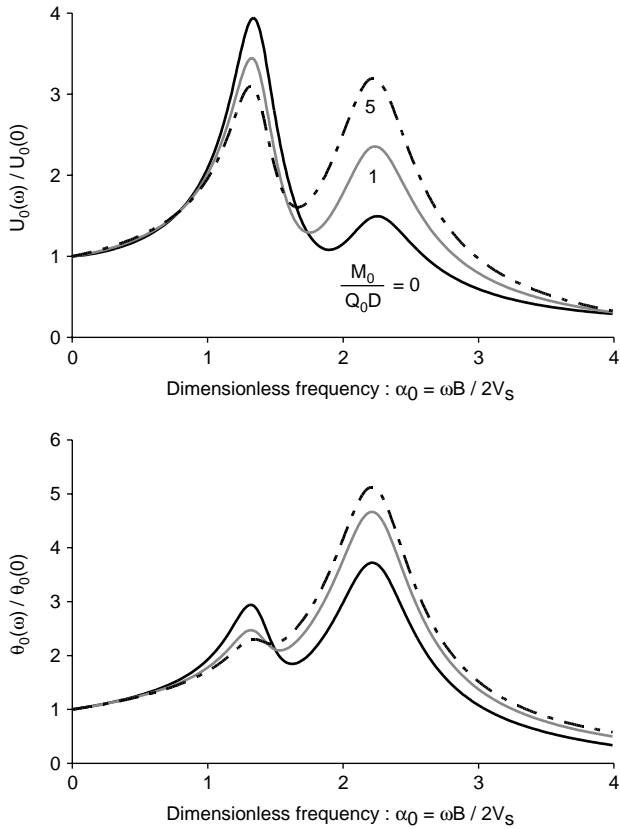 4
3
2
1
0
U₀(ω) / U₀(0)
5
1
M₀
Q₀D
= 0
0 1 2 3 4
Dimensionless frequency : α₀ = ωB / 2Vₛ
6
5
4
3
2
1
0
θ₀(ω) / θ₀(0)
0 1 2 3 4
Dimensionless frequency : α₀ = ωB / 2Vₛ